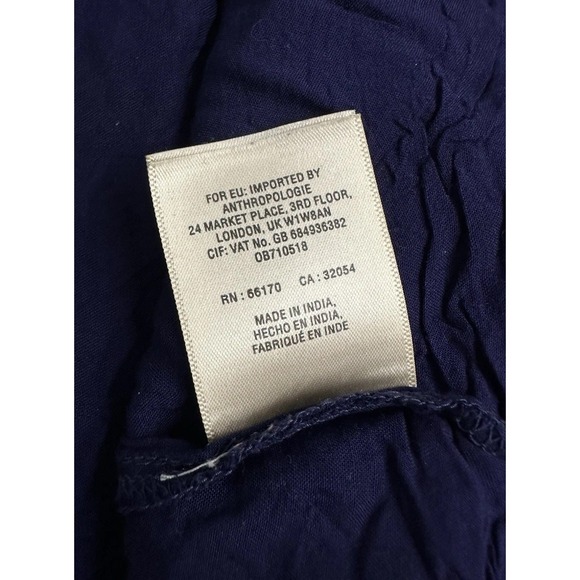 FOR EU: IMPORTED BY
ANTHROPOLOGIE
24 MARKET PLACE, 3RD FLOOR,
LONDON, UK W1W8AN
CIF: VAT No. GB 684936382
OB710518
RN : 66170 CA : 32054
MADE IN INDIA,
HECHO EN INDIA,
FABRIQUÉ EN INDE